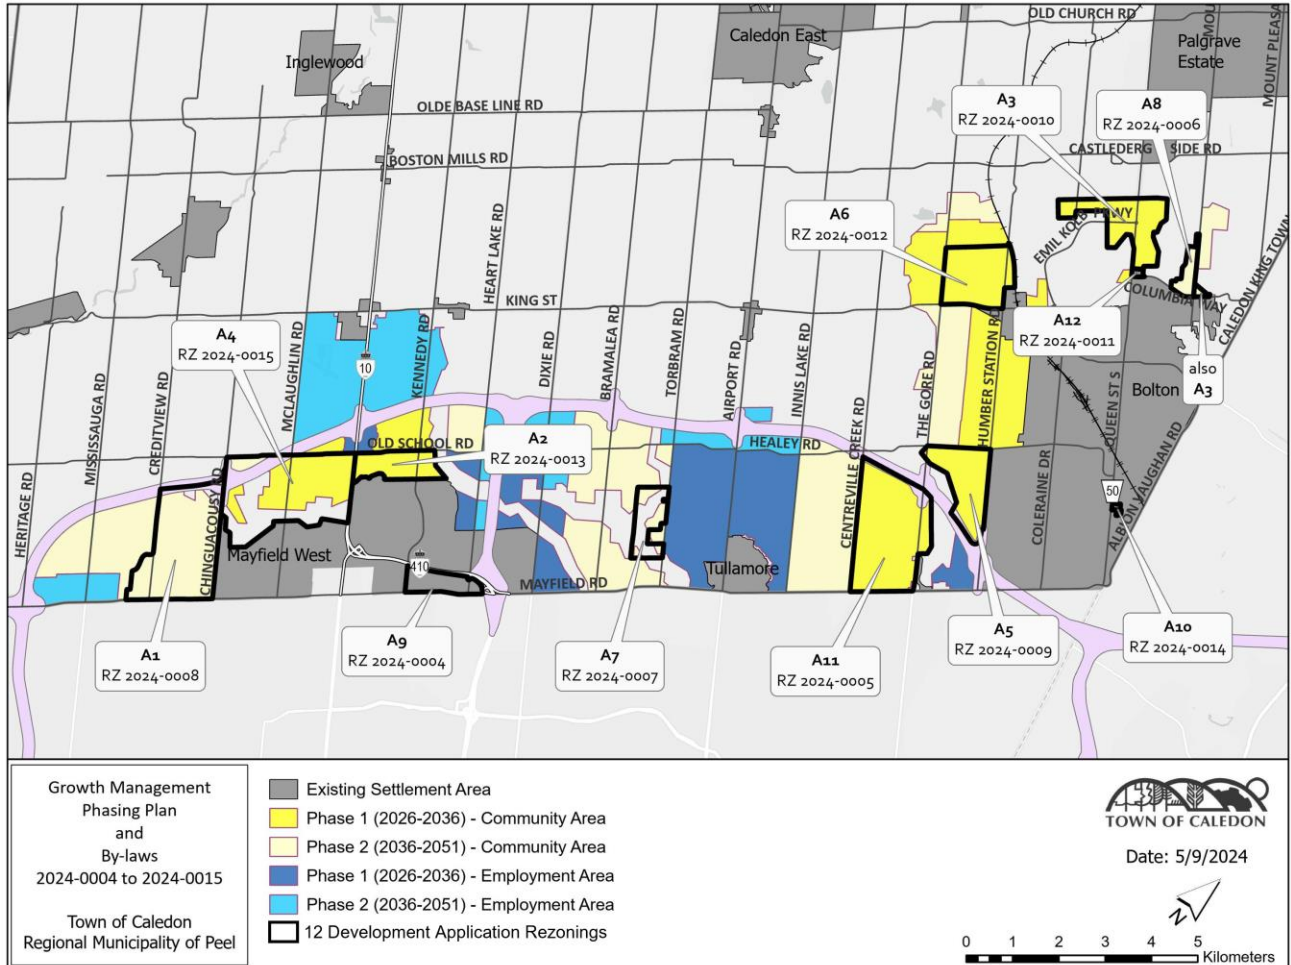 OLD CHURCH RD
Caledon East
Palgrave
Estate
MOUNT PLEASA
Inglewood
A3
RZ 2024-0010
A8
RZ 2024-0006
OLDE BASE LINE RD
BOSTON MILLS RD
CASTLEDERG SIDE RD
A6
RZ 2024-0012
EMIL KOLB PKWY
HEART LAKE RD
KING ST
COLUMBIA WAY
CALEDON KING TOWN
A4
RZ 2024-0015
A12
RZ 2024-0011
also
A3
Bolton
MISSISSAUGA RD
CREDITVIEW RD
MCLAUGHLIN RD
10
KENNEDY RD
DIXIE RD
BRAMALEA RD
TORBRAM RD
AIRPORT RD
INNIS LAKE RD
THE GORE RD
HUMBER STATION RD
QUEEN ST S
OLD SCHOOL RD
A2
RZ 2024-0013
HEALEY RD
HERITAGE RD
CHINGUACOUSY RD
CENTREVILLE CREEK RD
COLERAINE DR
50
ALBION VAUGHAN RD
Mayfield West
410
MAYFIELD RD
Tullamore
A1
RZ 2024-0008
A9
RZ 2024-0004
A7
RZ 2024-0007
A11
RZ 2024-0005
A5
RZ 2024-0009
A10
RZ 2024-0014
Growth Management
Phasing Plan
and
By-laws
2024-0004 to 2024-0015
Town of Caledon
Regional Municipality of Peel
Existing Settlement Area
Phase 1 (2026-2036) - Community Area
Phase 2 (2036-2051) - Community Area
Phase 1 (2026-2036) - Employment Area
Phase 2 (2036-2051) - Employment Area
12 Development Application Rezonings
TOWN OF CALEDON
Date: 5/9/2024
N
0 1 2 3 4 5
Kilometers